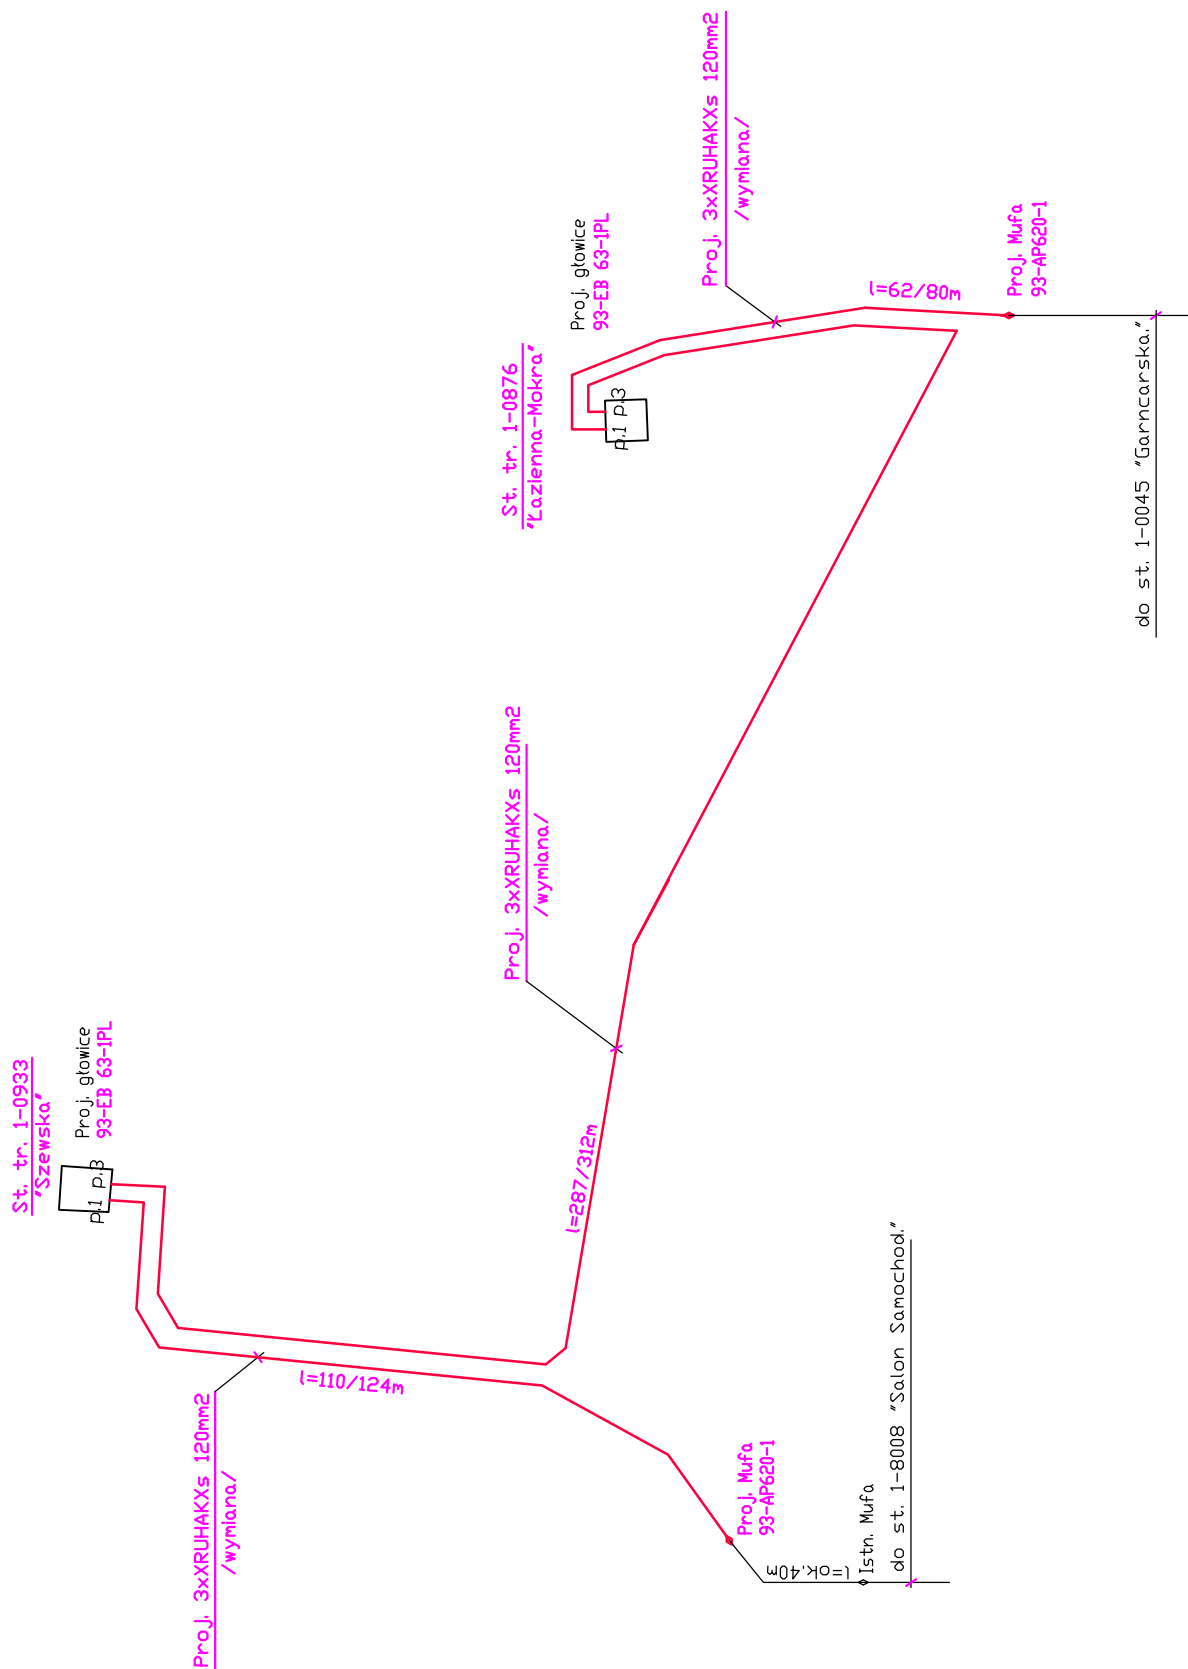 St. tr. 1-0933
"Szewska"
Proj. głowice
93-EB 63-1PL
p.1 p.3
Proj. 3xXRUHAKXs 120mm2
/wymiana/
l=110/124m
Proj. Mufa
93-AP620-1
l=ok.40m
Istn. Mufa
do st. 1-8008 "Salon Samochod."
l=287/312m
Proj. 3xXRUHAKXs 120mm2
/wymiana/
St. tr. 1-0876
"Łazienna-Mokra"
Proj. głowice
93-EB 63-1PL
p.1 p.3
Proj. 3xXRUHAKXs 120mm2
/wymiana/
l=62/80m
Proj. Mufa
93-AP620-1
do st. 1-0045 "Garncarska."